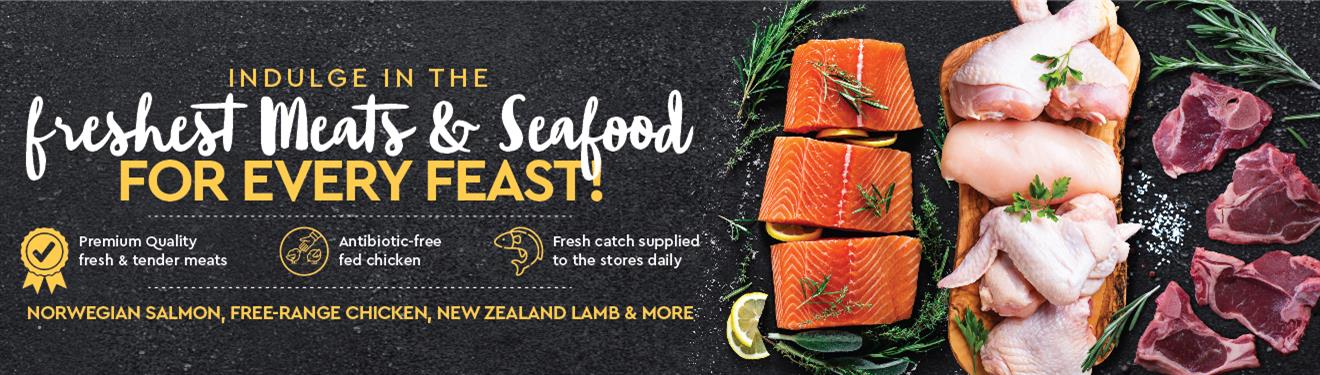 INDULGE IN THE
freshest Meats & Seafood
FOR EVERY FEAST!
Premium Quality
fresh & tender meats
Antibiotic-free
fed chicken
Fresh catch supplied
to the stores daily
NORWEGIAN SALMON, FREE-RANGE CHICKEN, NEW ZEALAND LAMB & MORE